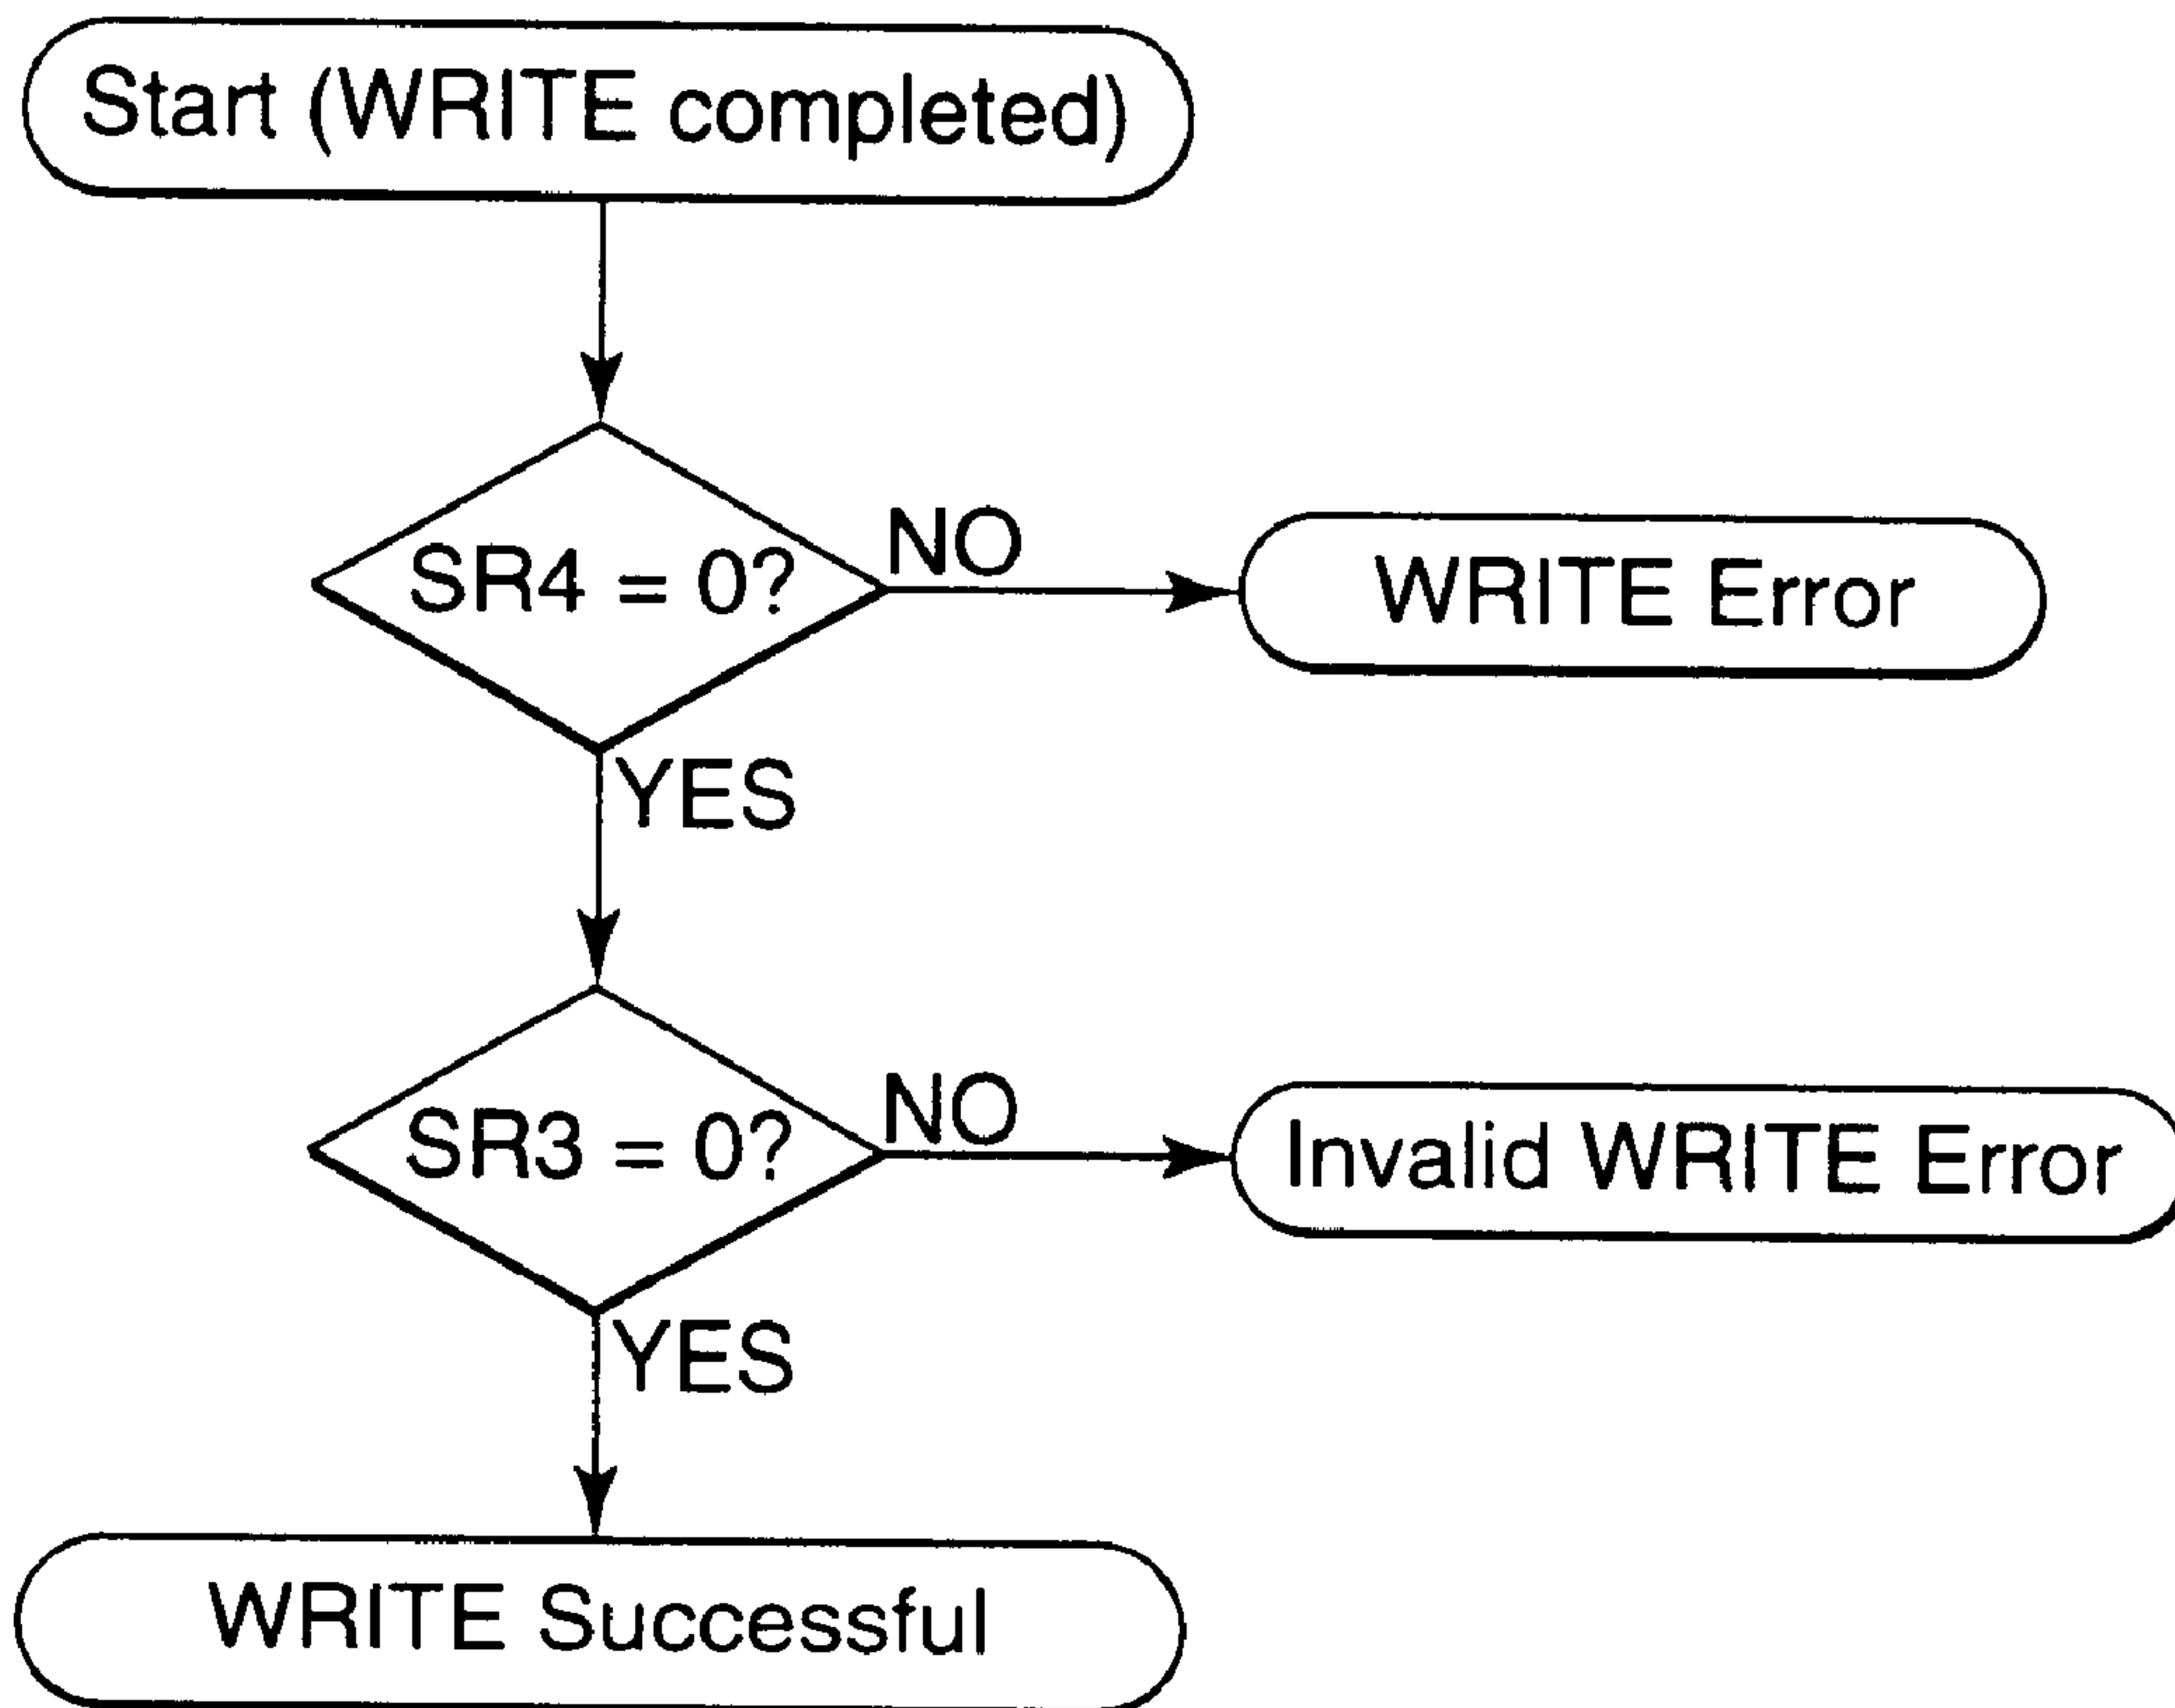 Start (WRITE completed)
SR4 = 0?
NO
WRITE Error
YES
SR3 = 0?
NO
Invalid WRITE Error
YES
WRITE Successful